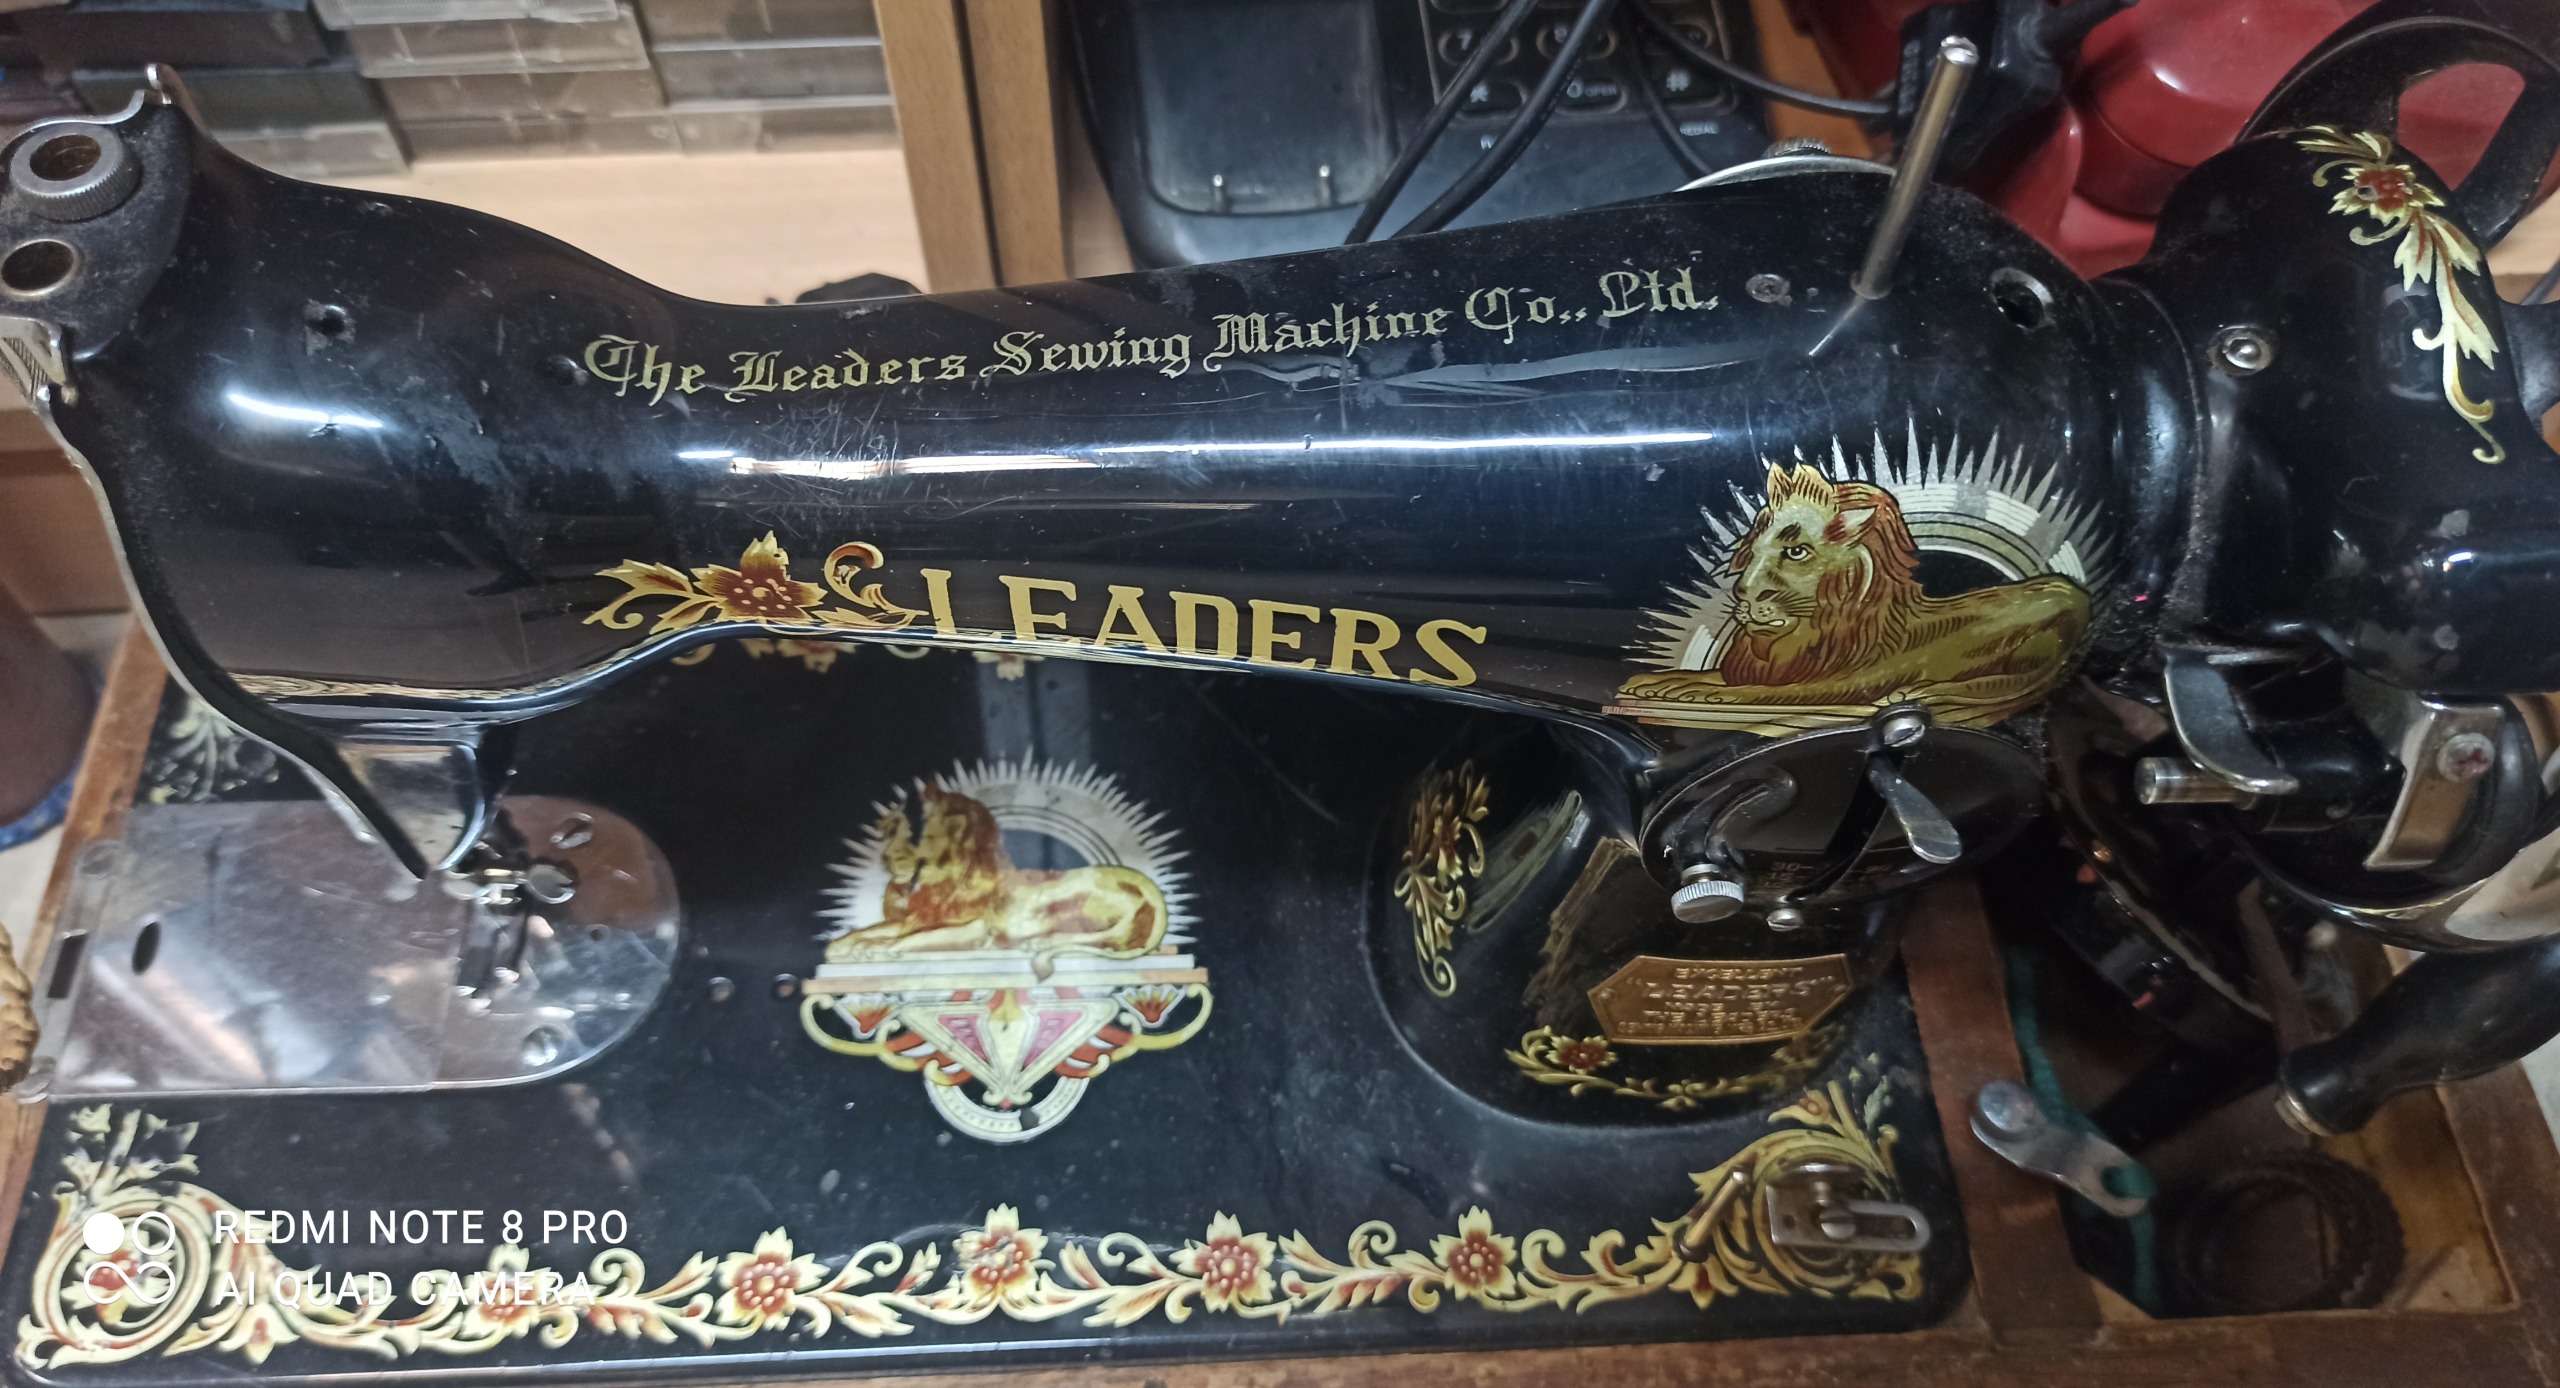 The Leaders Sewing Machine Co., Ltd.
LEADERS
EXCELLENT
"LEADERS"
REDMI NOTE 8 PRO
AI QUAD CAMERA